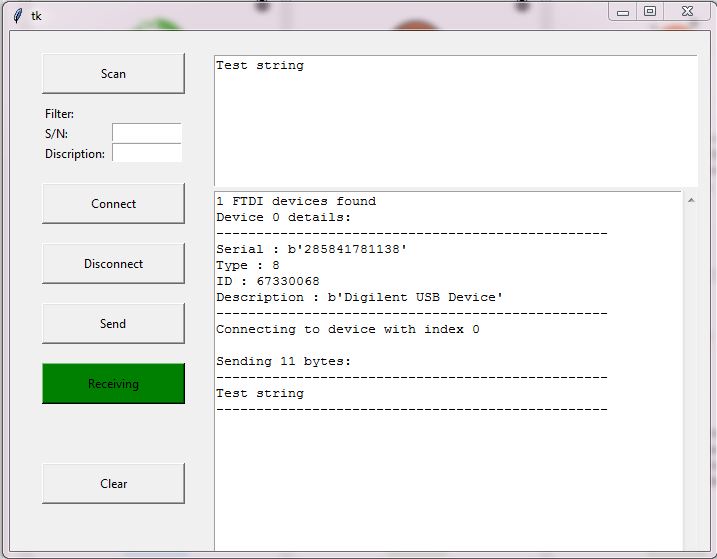 tk
Scan
Filter:
S/N:
Discription:
Connect
Disconnect
Send
Receiving
Clear
Test string
1 FTDI devices found
Device 0 details:
-------------------------------------------------
Serial : b'285841781138'
Type : 8
ID : 67330068
Description : b'Digilent USB Device'
-------------------------------------------------
Connecting to device with index 0
Sending 11 bytes:
-------------------------------------------------
Test string
-------------------------------------------------